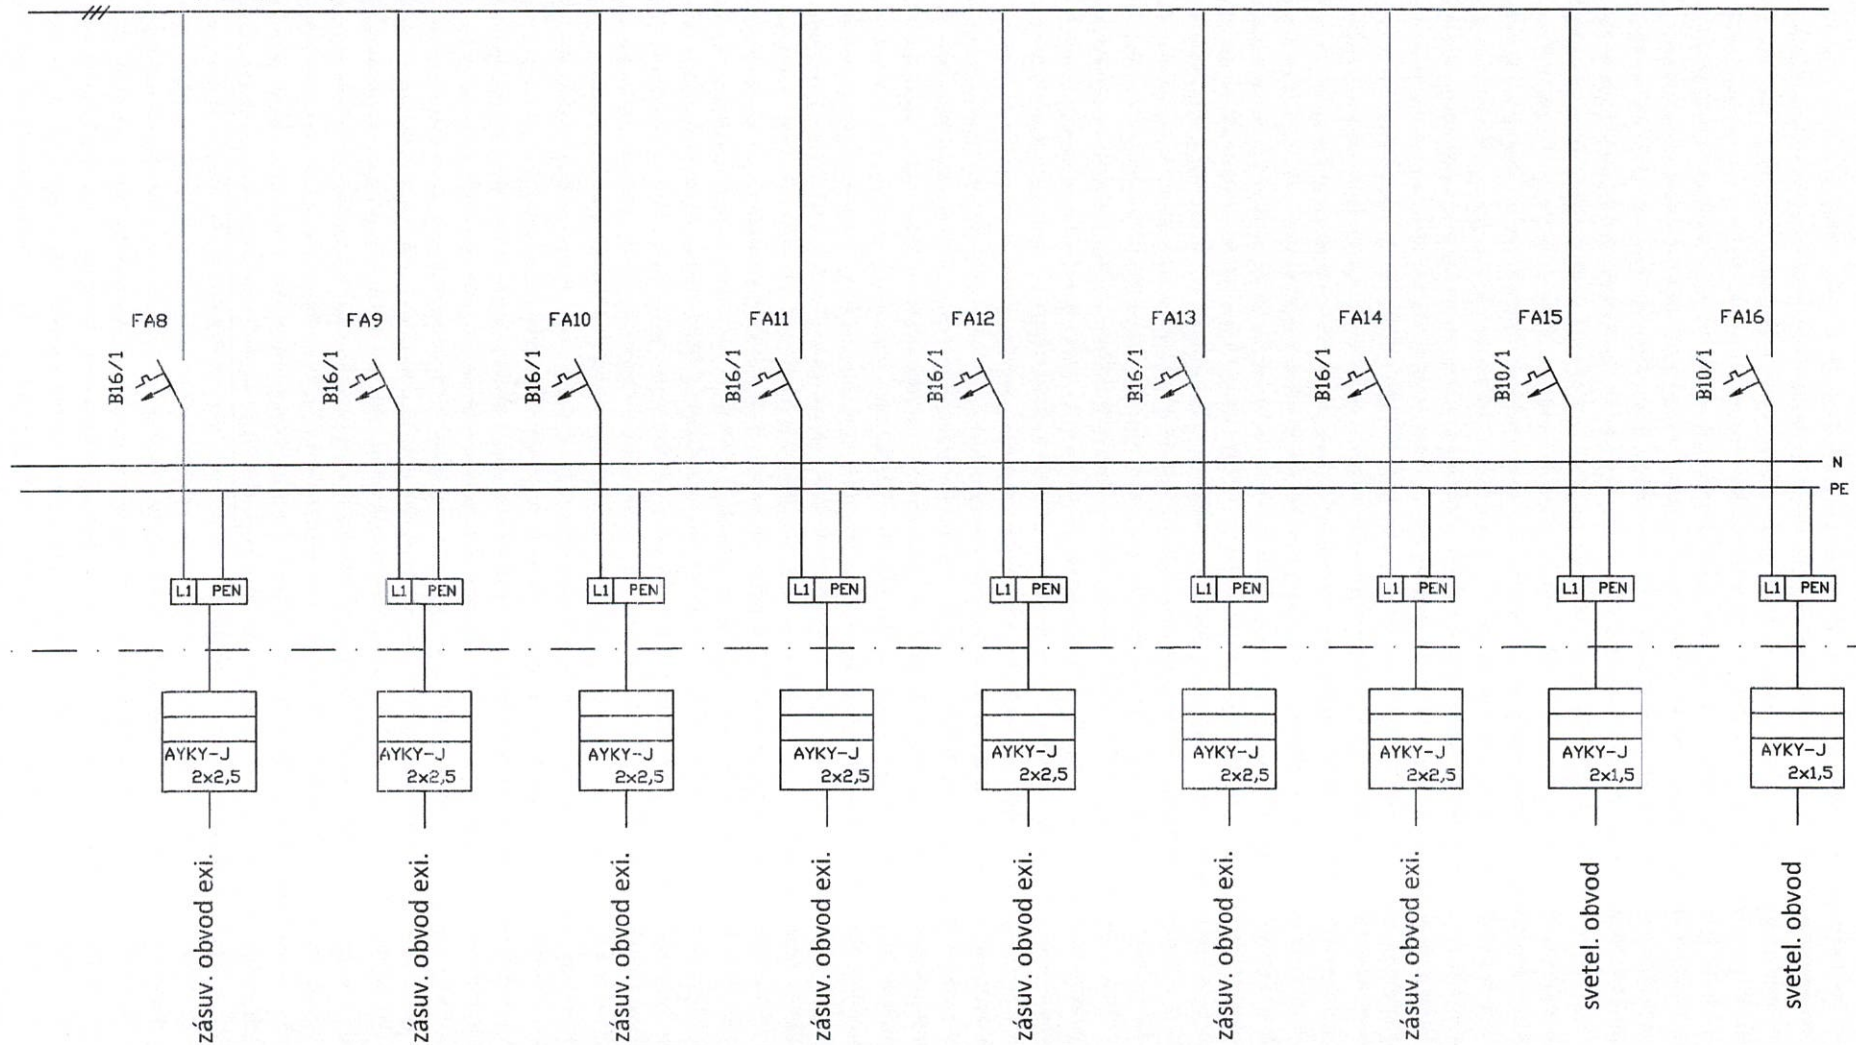 FA8
FA9
FA10
FA11
FA12
FA13
FA14
FA15
FA16
B16/1
B16/1
B16/1
B16/1
B16/1
B16/1
B16/1
B10/1
B10/1
N
PE
L1 PEN
L1 PEN
L1 PEN
L1 PEN
L1 PEN
L1 PEN
L1 PEN
L1 PEN
L1 PEN
AYKY-J
2x2,5
AYKY-J
2x2,5
AYKY-J
2x2,5
AYKY-J
2x2,5
AYKY-J
2x2,5
AYKY-J
2x2,5
AYKY-J
2x2,5
AYKY-J
2x1,5
AYKY-J
2x1,5
zásuv. obvod exi.
zásuv. obvod exi.
zásuv. obvod exi.
zásuv. obvod exi.
zásuv. obvod exi.
zásuv. obvod exi.
zásuv. obvod exi.
svetel. obvod
svetel. obvod